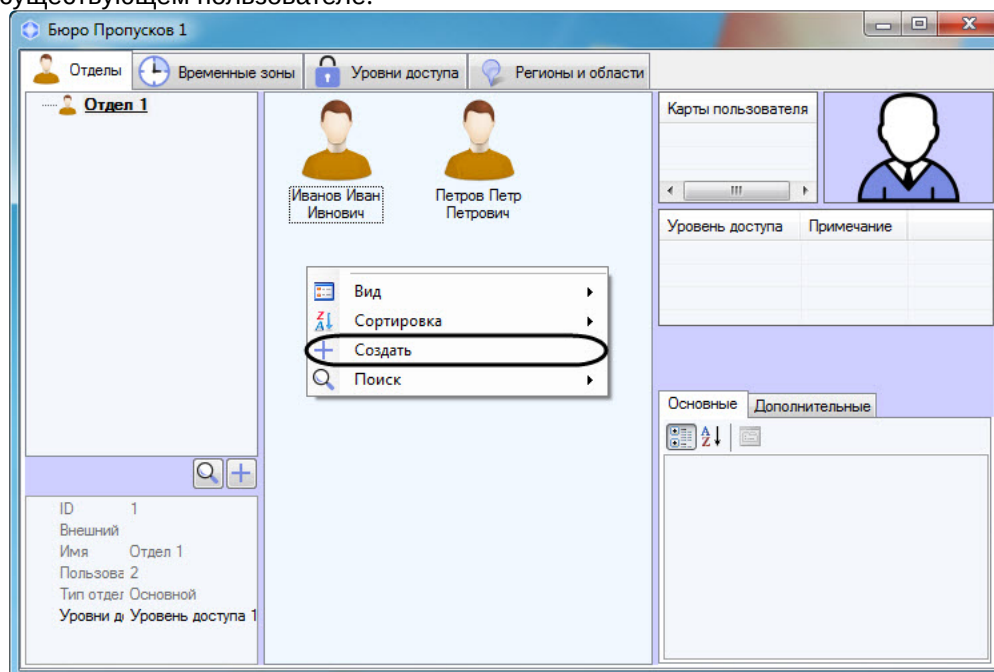 существующем пользователе.
Бюро Пропусков 1
Отделы
Временные зоны
Уровни доступа
Регионы и области
Отдел 1
Иванов Иван
Ивнович
Петров Петр
Петрович
Карты пользователя
Уровень доступа
Примечание
Вид
Сортировка
Создать
Поиск
Основные
Дополнительные
ID 1
Внешний
Имя Отдел 1
Пользова 2
Тип отдел Основной
Уровни д Уровень доступа 1